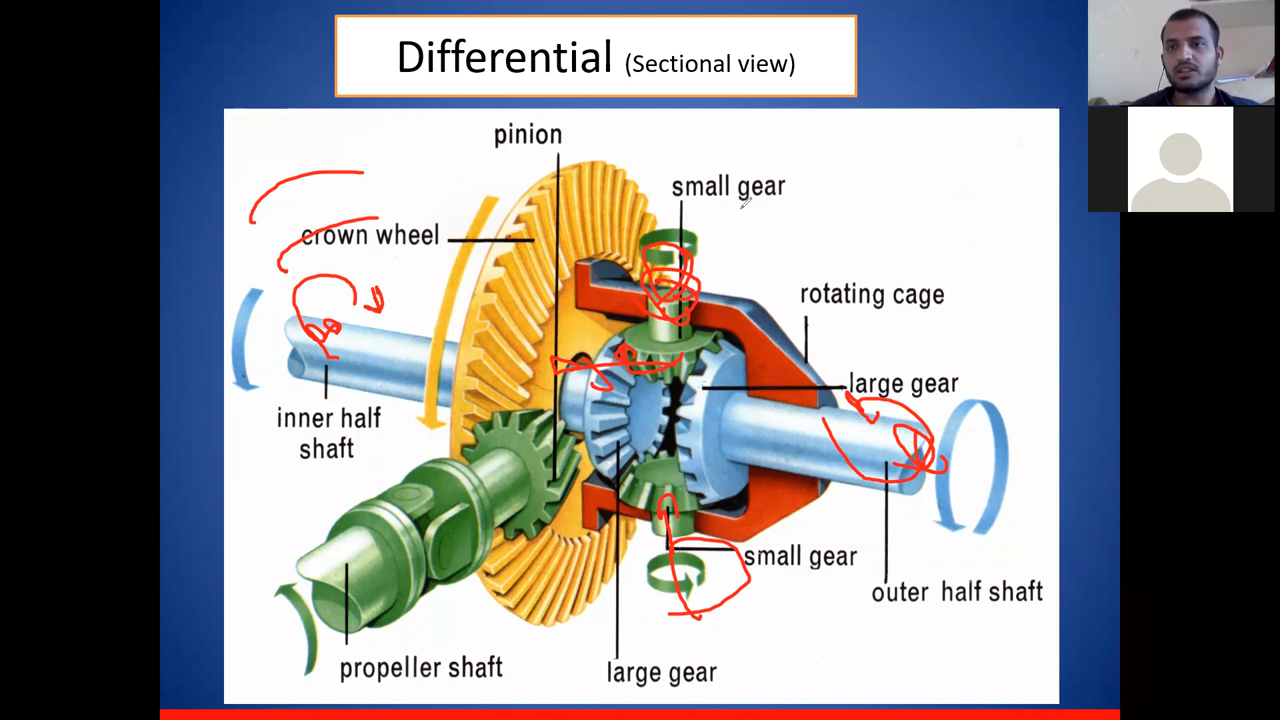 Differential (Sectional view)
pinion
small gear
crown wheel
rotating cage
large gear
inner half
shaft
small gear
outer half shaft
propeller shaft
large gear